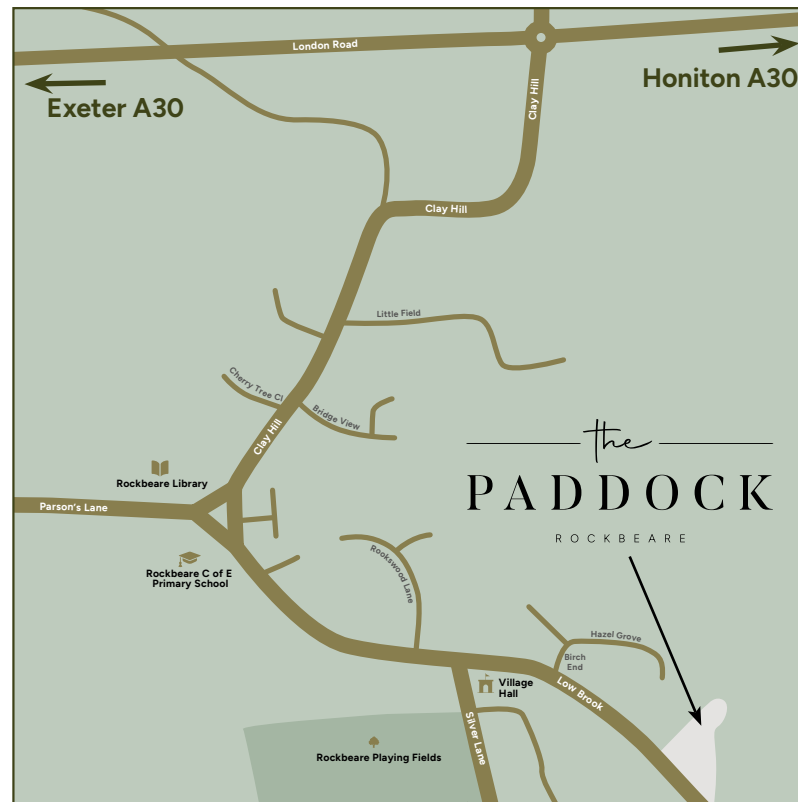 London Road
Clay Hill
Exeter A30
Honiton A30
Clay Hill
Little Field
Cherry Tree Cl
Bridge View
Clay Hill
the
PADDOCK
ROCKBEARE
Rockbeare Library
Parson's Lane
Rockbeare C of E
Primary School
Rookswood Lane
Hazel Grove
Birch
End
Village
Hall
Low Brook
Silver Lane
Rockbeare Playing Fields